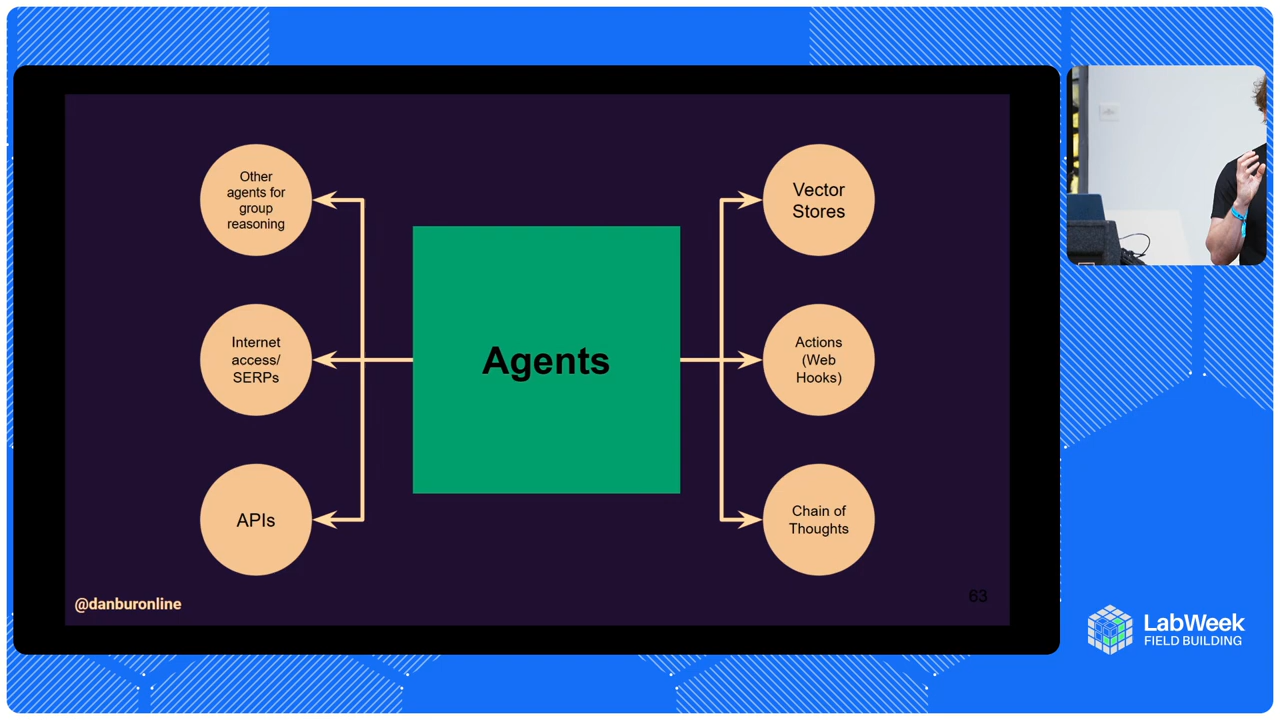 Other
agents for
group
reasoning
Internet
access/
SERPs
APIs
Agents
Vector
Stores
Actions
(Web
Hooks)
Chain of
Thoughts
@danburonline
63
LabWeek
FIELD BUILDING